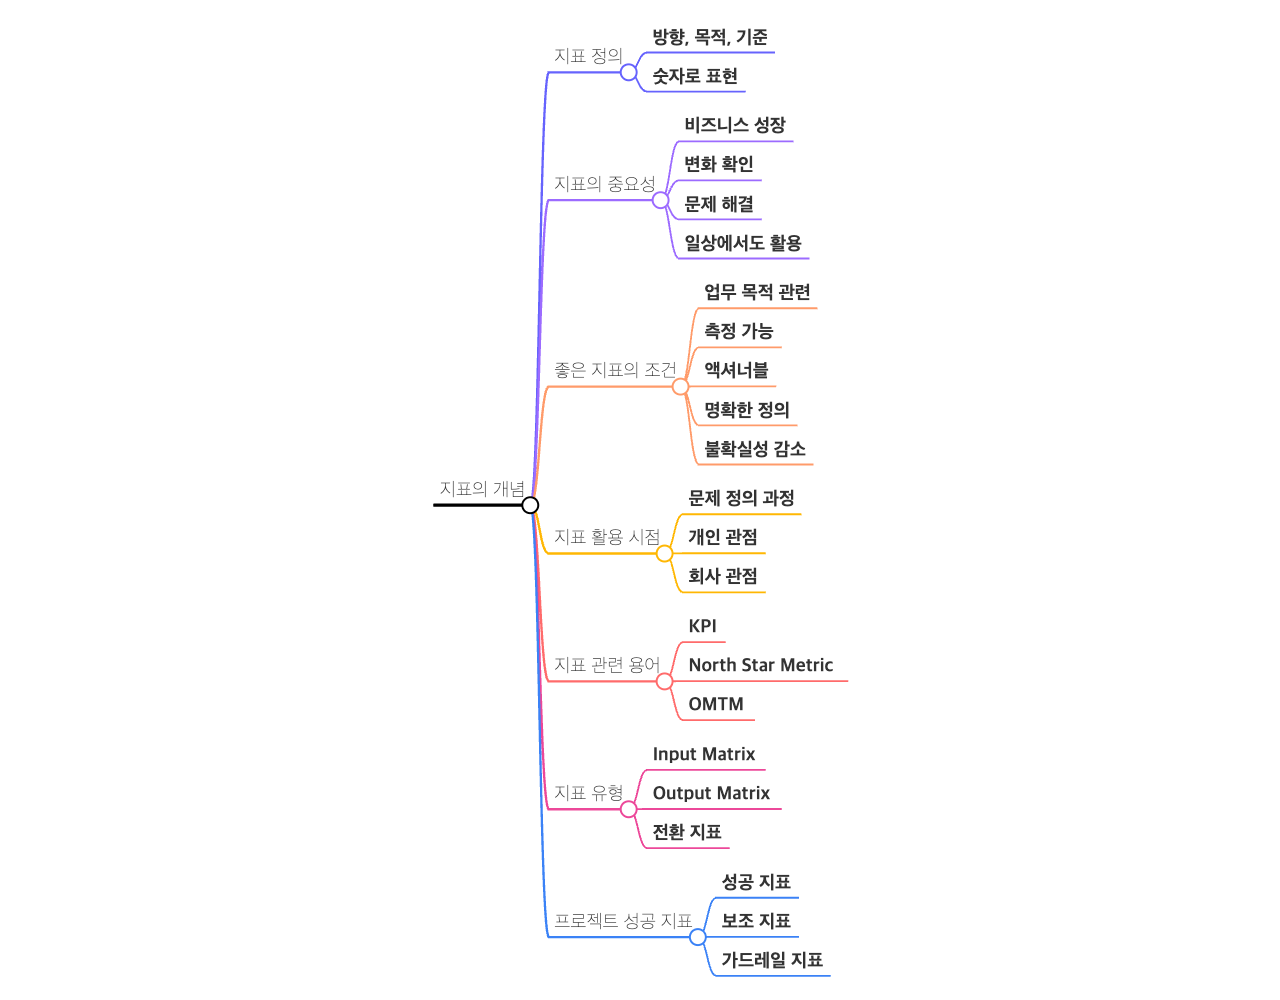 지표의 개념
지표 정의
방향, 목적, 기준
숫자로 표현
지표의 중요성
비즈니스 성장
변화 확인
문제 해결
일상에서도 활용
좋은 지표의 조건
업무 목적 관련
측정 가능
액셔너블
명확한 정의
불확실성 감소
지표 활용 시점
문제 정의 과정
개인 관점
회사 관점
지표 관련 용어
KPI
North Star Metric
OMTM
지표 유형
Input Matrix
Output Matrix
전환 지표
프로젝트 성공 지표
성공 지표
보조 지표
가드레일 지표